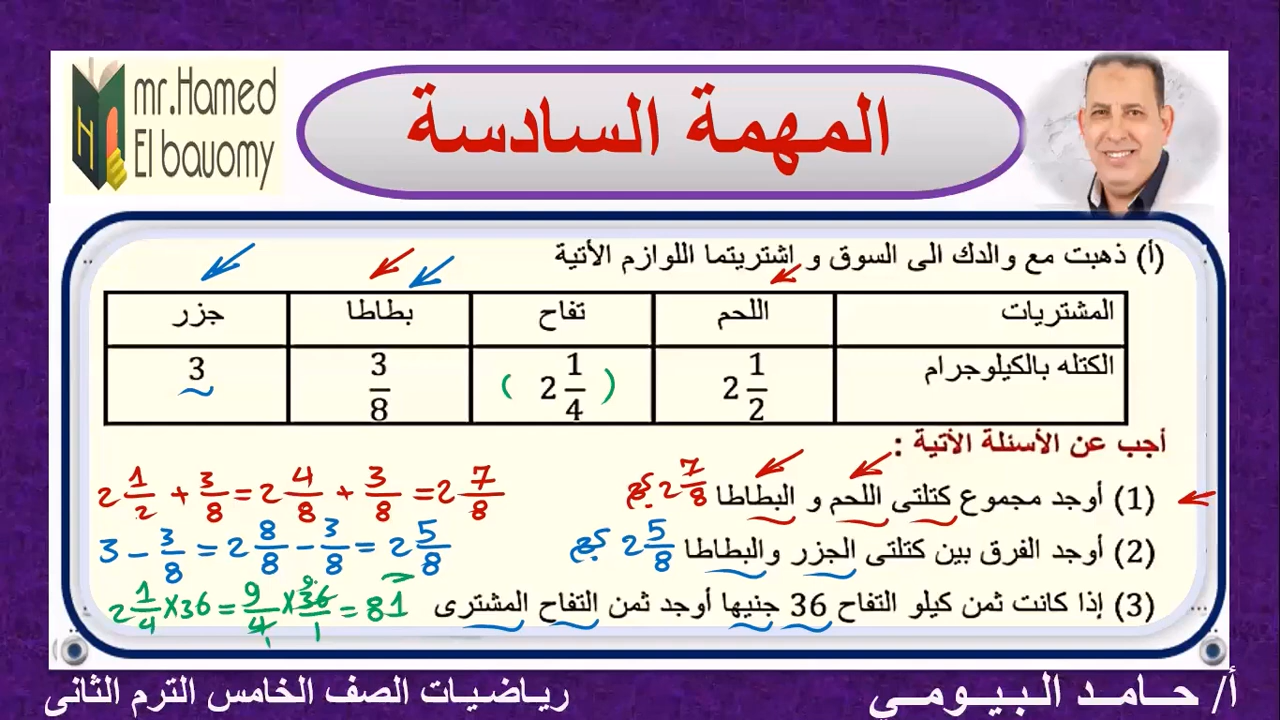 mr.Hamed
El bauomy
H
المهمة السادسة
(أ) ذهبت مع والدك الى السوق و اشتريتما اللوازم الأتية
المشتريات اللحم تفاح بطاطا جزر
الكتله بالكيلوجرام 2 1/2 ( 2 1/4 ) 3/8 3
أجب عن الأسئلة الأتية :
(1) أوجد مجموع كتلتى اللحم و البطاطا 2 7/8 كج
2 1/2 + 3/8 = 2 4/8 + 3/8 = 2 7/8
(2) أوجد الفرق بين كتلتى الجزر والبطاطا 2 5/8 كج
3 - 3/8 = 2 8/8 - 3/8 = 2 5/8
(3) إذا كانت ثمن كيلو التفاح 36 جنيها أوجد ثمن التفاح المشترى
2 1/4 × 36 = 9/4 × 36/1 = 81
أ/ حامد البيومي
رياضيات الصف الخامس الترم الثانى